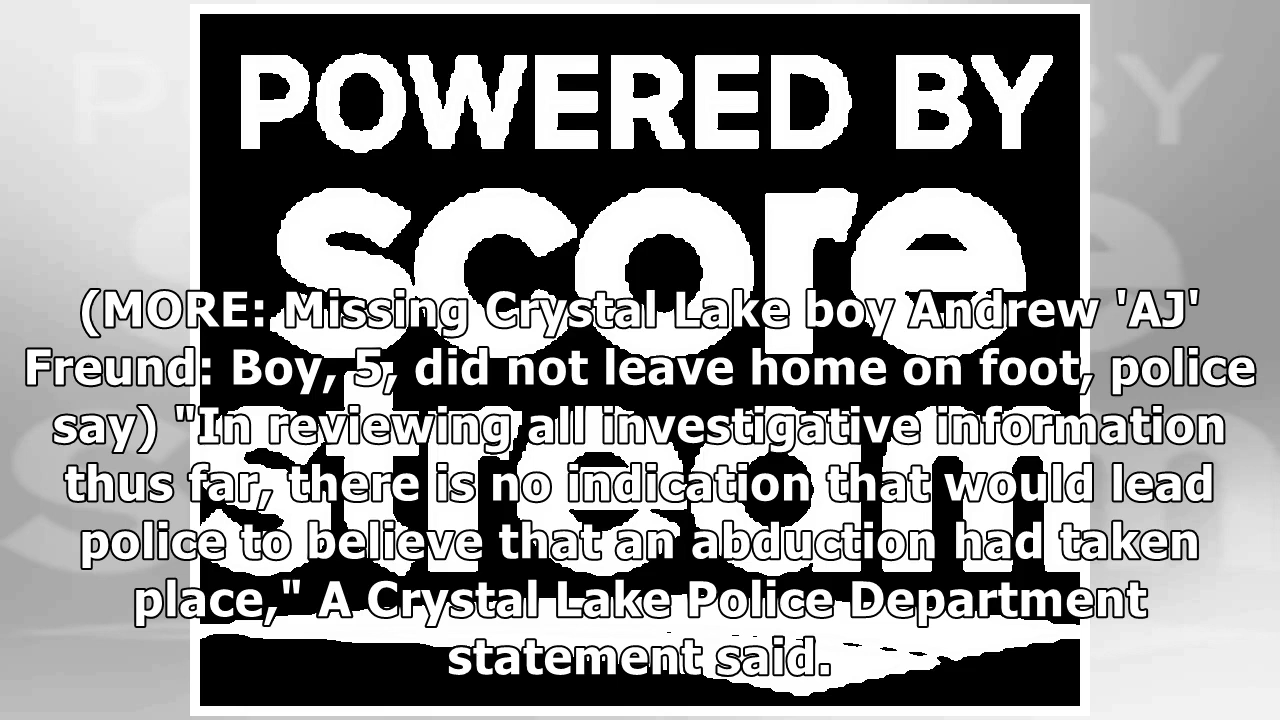 POWERED BY
score
stream
(MORE: Missing Crystal Lake boy Andrew 'AJ'
Freund: Boy, 5, did not leave home on foot, police
say) "In reviewing all investigative information
thus far, there is no indication that would lead
police to believe that an abduction had taken
place," A Crystal Lake Police Department
statement said.